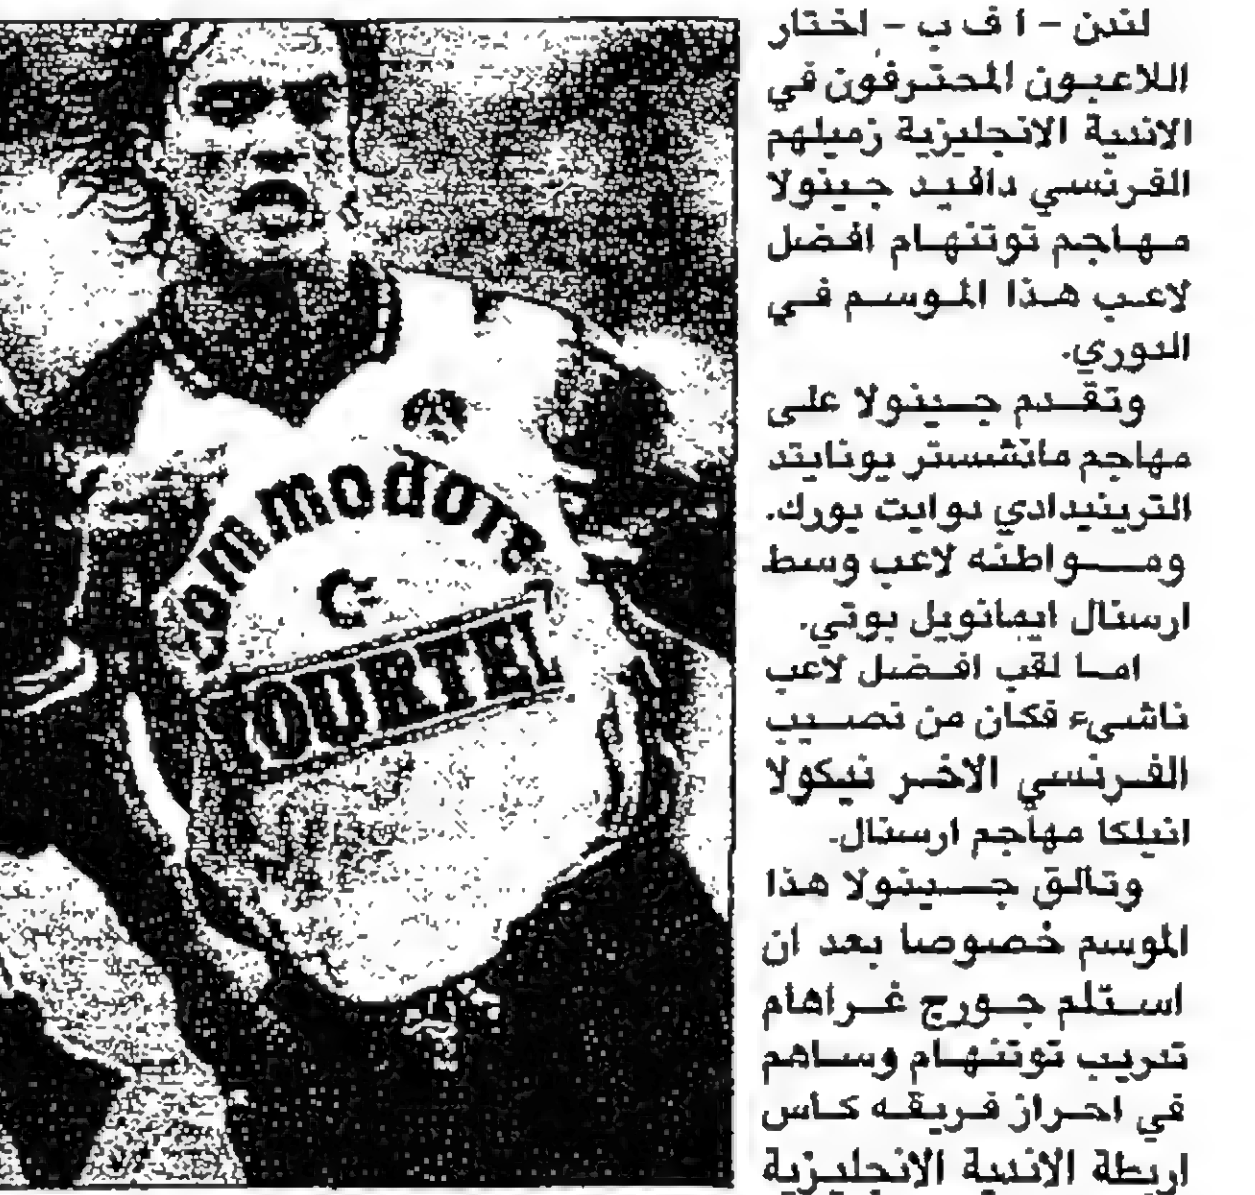 لندن - ا ف ب - اختار
اللاعبون المحترفون في
الاندية الانجليزية زميلهم
الفرنسي دافيد جينولا
مهاجم توتنهام افضل
لاعب هذا الموسم في
الدوري.
وتقدم جينولا على
مهاجم مانشستر يونايتد
الترينيدادي دوايت يورك.
ومواطنه لاعب وسط
ارسنال ايمانويل بوتي.
اما لقب افضل لاعب
ناشىء فكان من نصيب
الفرنسي الاخر نيكولا
انيلكا مهاجم ارسنال.
وتالق جينولا هذا
الموسم خصوصا بعد ان
استلم جورج غراهام
تدريب توتنهام وساهم
في احراز فريقه كاس
اربطة الاندية الانجليزية
commodore
C=
TOURTEL